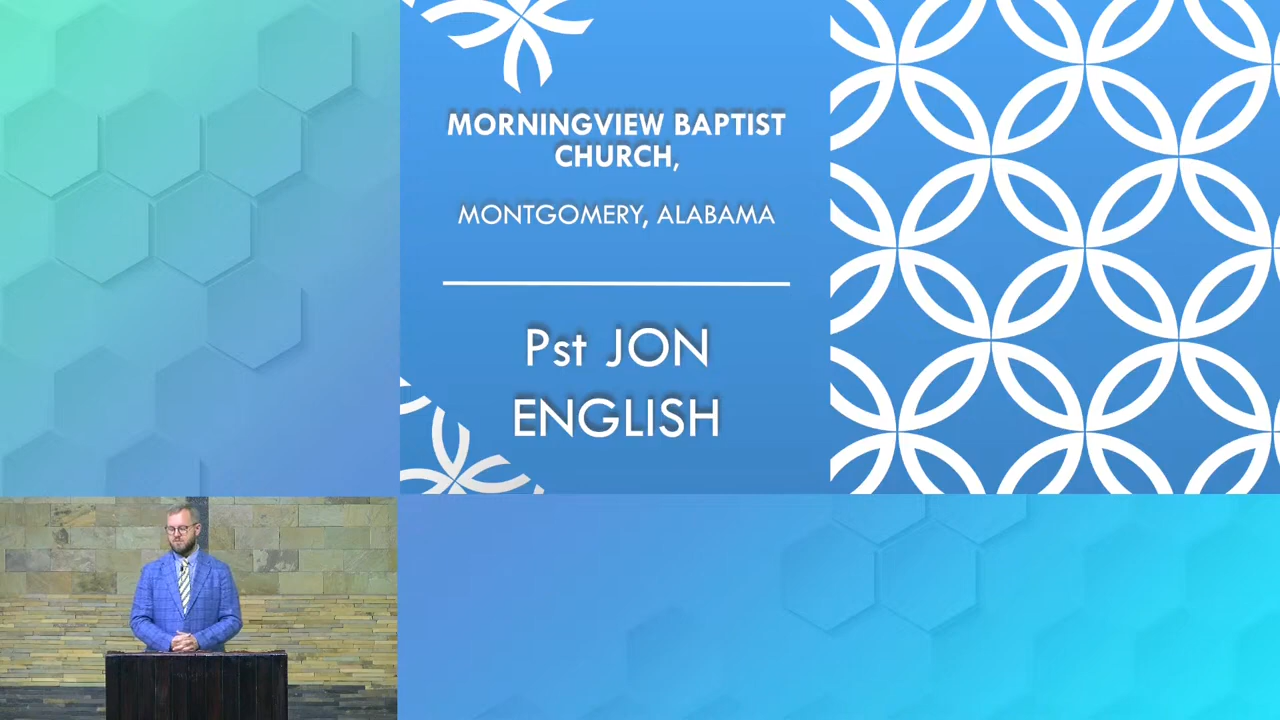 MORNINGVIEW BAPTIST
CHURCH,
MONTGOMERY, ALABAMA
Pst JON
ENGLISH